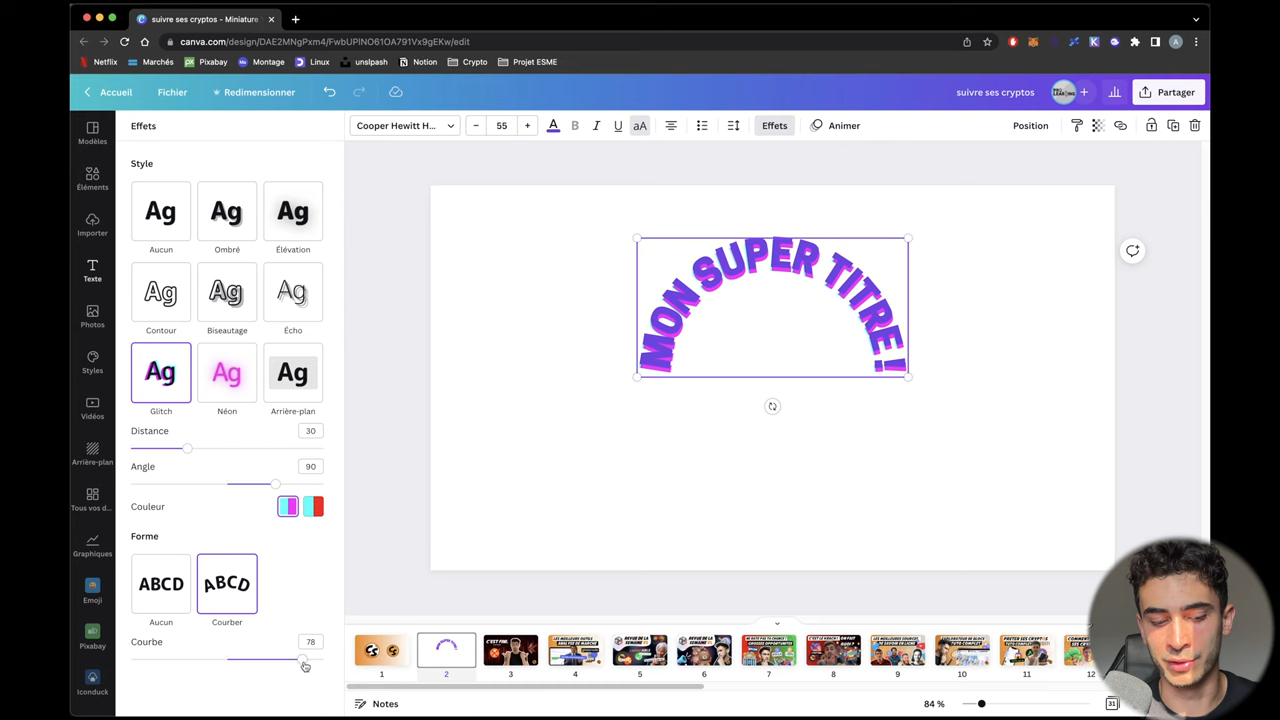 suivre ses cryptos - Miniature
canva.com/design/DAE2MNgPxm4/FwbUPlNO61OA791Vx9gEKw/edit
Netflix Marchés Pixabay Montage Linux unslpash Notion Crypto Projet ESME
Accueil Fichier Redimensionner suivre ses cryptos Partager
Effets Cooper Hewitt H... 55 A B I U aA Effets Animer Position
Modèles
Éléments
Importer
Texte
Photos
Styles
Vidéos
Arrière-plan
Tous vos d...
Graphiques
Emoji
Pixabay
Iconduck
Style
Ag Ag Ag
Aucun Ombré Élévation
Ag Ag Ag
Contour Biseautage Écho
Ag Ag Ag
Glitch Néon Arrière-plan
Distance 30
Angle 90
Couleur
Forme
ABCD ABCD
Aucun Courber
Courbe 78
MON SUPER TITRE !
1 2 3 4 5 6 7 8 9 10 11 12
Notes 84 % 31